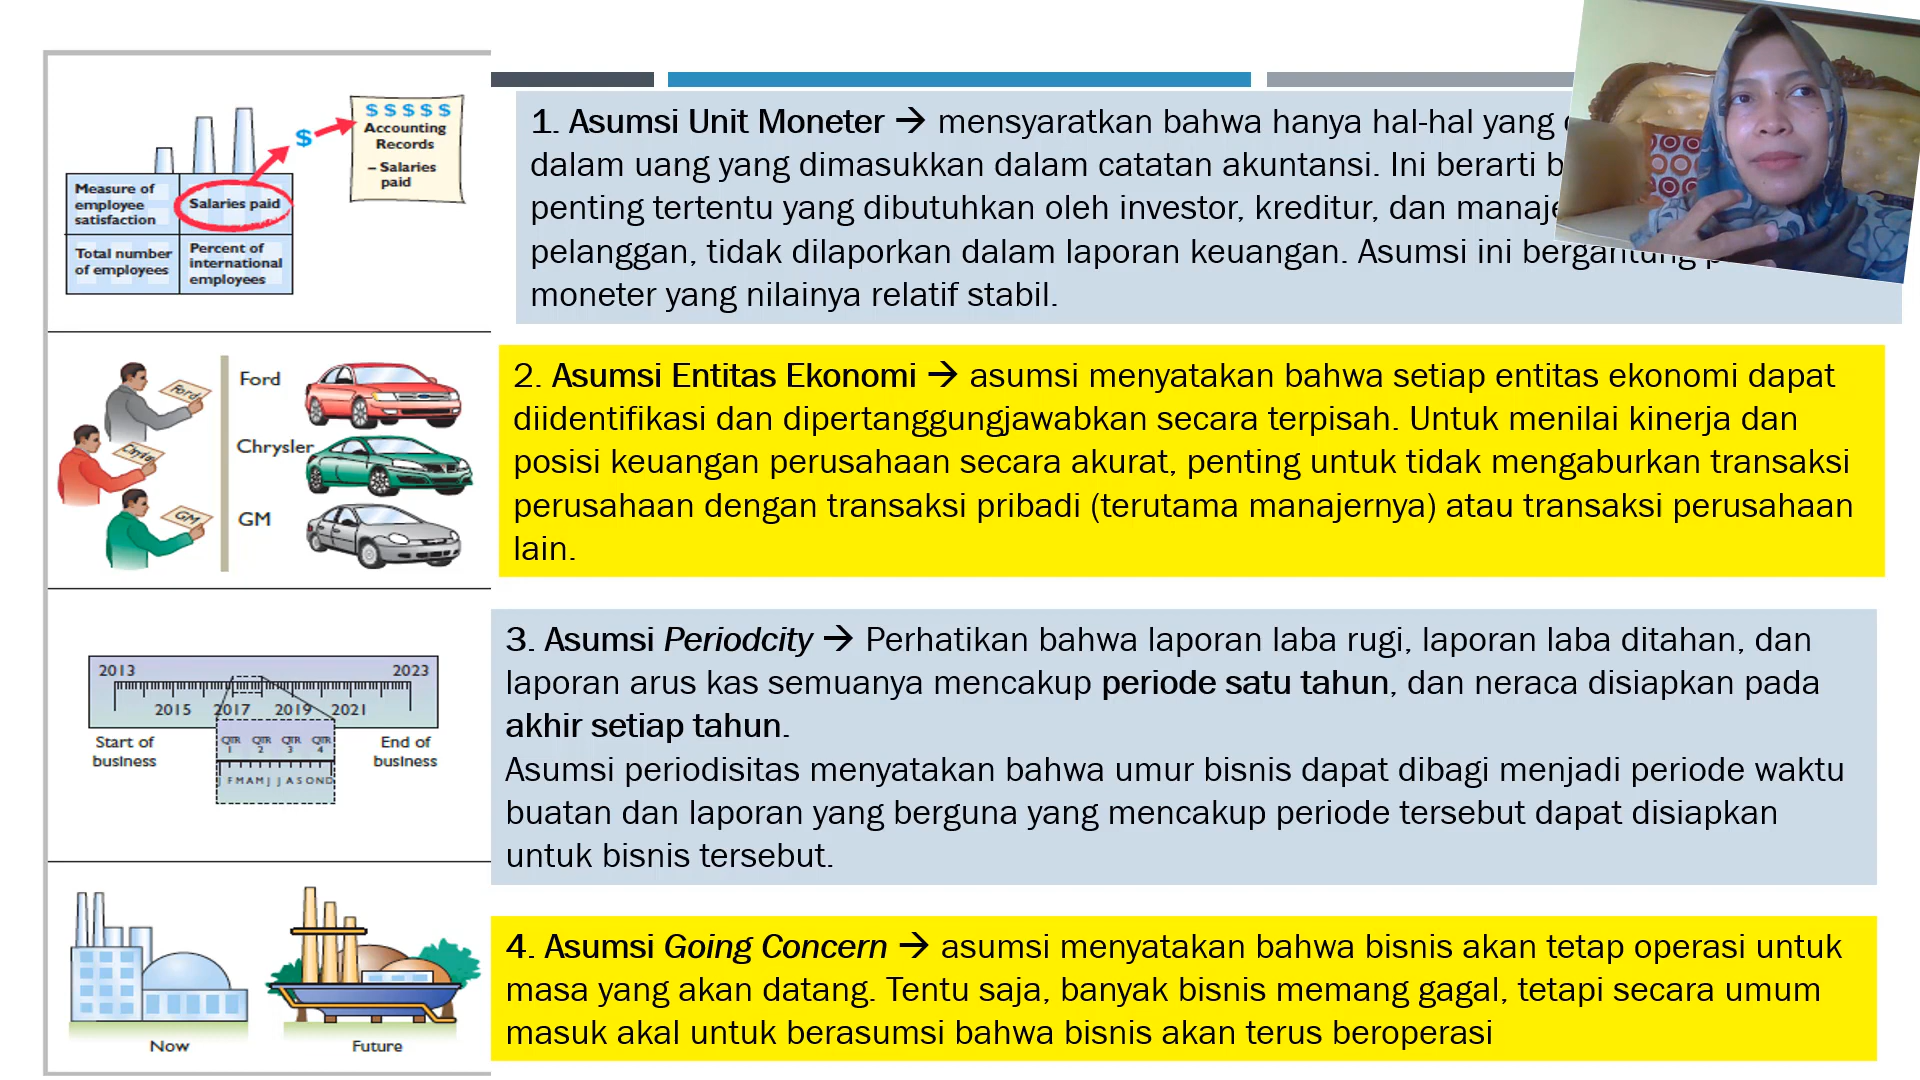 $ $ $ $ $
Accounting
Records
– Salaries
paid
$
Measure of
employee
satisfaction
Salaries paid
Total number
of employees
Percent of
international
employees
1. Asumsi Unit Moneter → mensyaratkan bahwa hanya hal-hal yang
dalam uang yang dimasukkan dalam catatan akuntansi. Ini berarti
penting tertentu yang dibutuhkan oleh investor, kreditur, dan
pelanggan, tidak dilaporkan dalam laporan keuangan. Asumsi ini bergantung
moneter yang nilainya relatif stabil.
Ford
Ford
Chrysler
Chrysler
GM
GM
2. Asumsi Entitas Ekonomi → asumsi menyatakan bahwa setiap entitas ekonomi dapat
diidentifikasi dan dipertanggungjawabkan secara terpisah. Untuk menilai kinerja dan
posisi keuangan perusahaan secara akurat, penting untuk tidak mengaburkan transaksi
perusahaan dengan transaksi pribadi (terutama manajernya) atau transaksi perusahaan
lain.
2013 2023
2015 2017 2019 2021
Start of
business
End of
business
QTR QTR QTR QTR
1 2 3 4
J F M A M J J A S O N D
3. Asumsi Periodcity → Perhatikan bahwa laporan laba rugi, laporan laba ditahan, dan
laporan arus kas semuanya mencakup periode satu tahun, dan neraca disiapkan pada
akhir setiap tahun.
Asumsi periodisitas menyatakan bahwa umur bisnis dapat dibagi menjadi periode waktu
buatan dan laporan yang berguna yang mencakup periode tersebut dapat disiapkan
untuk bisnis tersebut.
Now
Future
4. Asumsi Going Concern → asumsi menyatakan bahwa bisnis akan tetap operasi untuk
masa yang akan datang. Tentu saja, banyak bisnis memang gagal, tetapi secara umum
masuk akal untuk berasumsi bahwa bisnis akan terus beroperasi